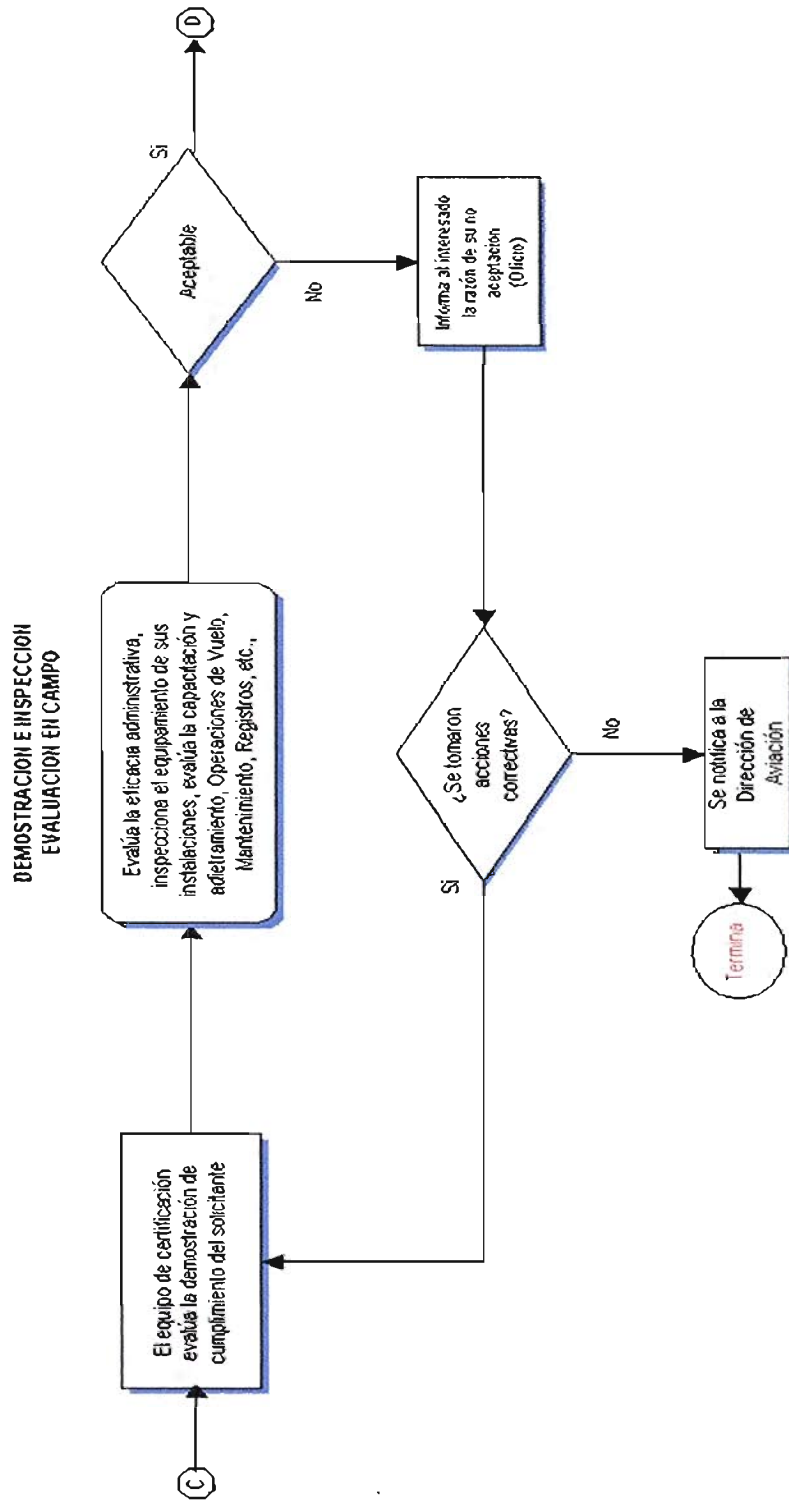 DEMOSTRACION E INSPECCION
EVALUACION EN CAMPO
C
El equipo de certificación
evalúa la demostración de
cumplimiento del solicitante
Evalúa la eficacia administrativa,
inspecciona el equipamiento de sus
instalaciones, evalúa la capacitación y
adietramiento, Operaciones de Vuelo,
Mantenimiento, Registros, etc.,
Aceptable
Si
D
No
Informa al interesado
la razón de su no
aceptación
(Oficio)
¿Se tomaron
acciones
correctivas?
Si
No
Se notifica a la
Dirección de
Aviación
Termina